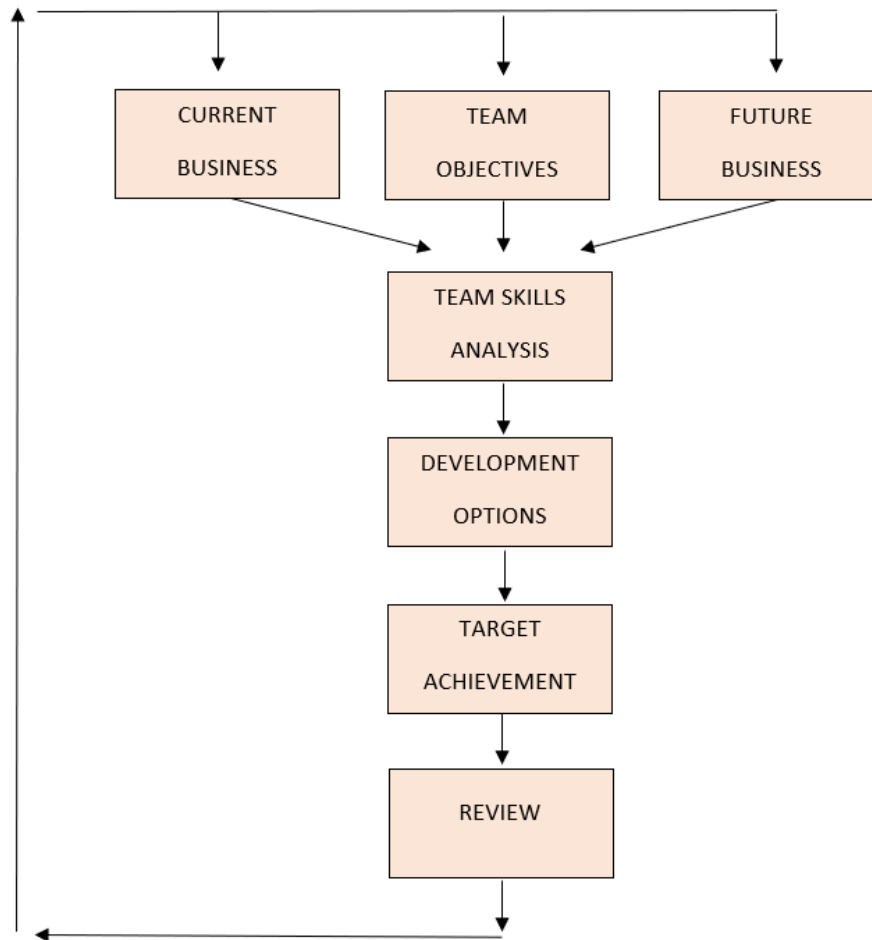 CURRENT
BUSINESS
TEAM
OBJECTIVES
FUTURE
BUSINESS
TEAM SKILLS
ANALYSIS
DEVELOPMENT
OPTIONS
TARGET
ACHIEVEMENT
REVIEW